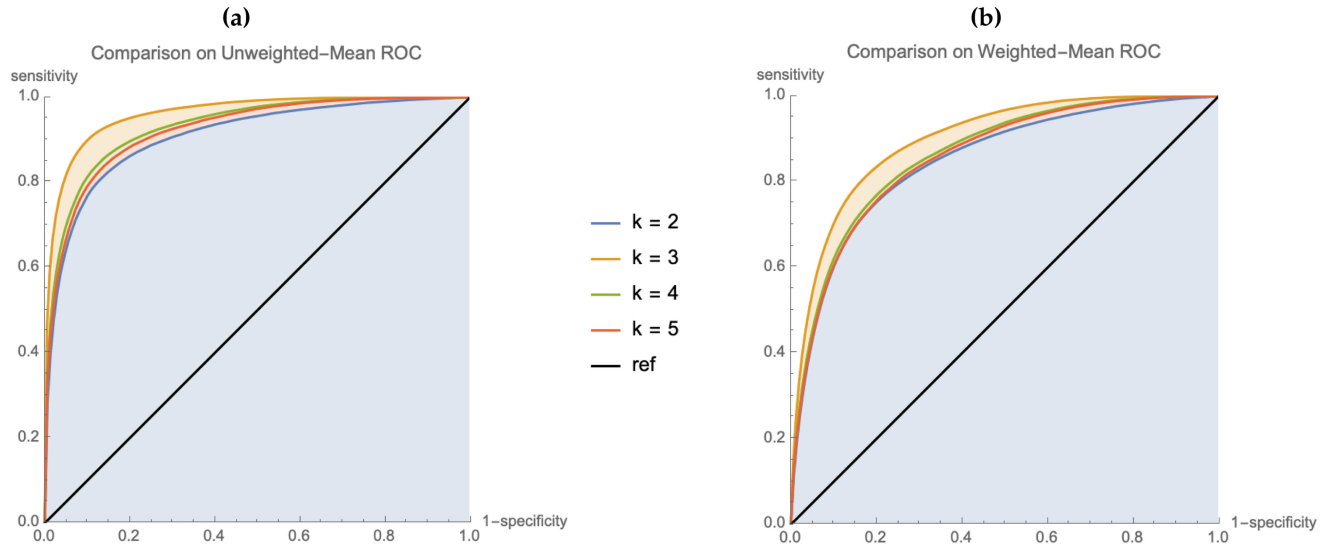 (a)
Comparison on Unweighted–Mean ROC
sensitivity
1.0
0.8
0.6
0.4
0.2
0.0
0.0 0.2 0.4 0.6 0.8 1.0
1–specificity
k = 2
k = 3
k = 4
k = 5
ref
(b)
Comparison on Weighted–Mean ROC
sensitivity
1.0
0.8
0.6
0.4
0.2
0.0
0.0 0.2 0.4 0.6 0.8 1.0
1–specificity